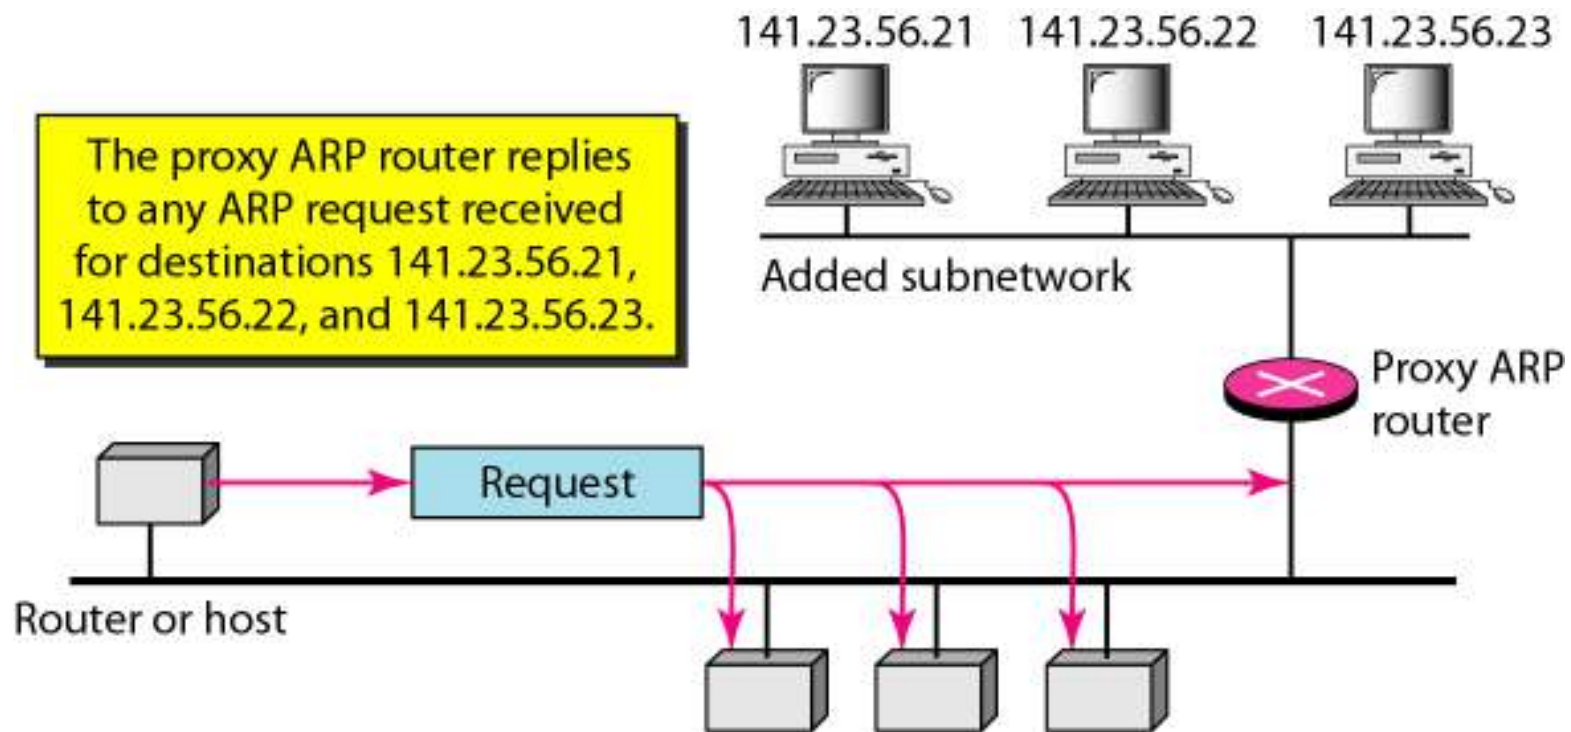 141.23.56.21 141.23.56.22 141.23.56.23
The proxy ARP router replies
to any ARP request received
for destinations 141.23.56.21,
141.23.56.22, and 141.23.56.23.
Added subnetwork
Proxy ARP
router
Request
Router or host